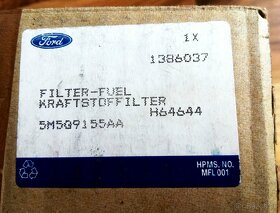 Ford
1X
1386037
FILTER-FUEL
KRAFTSTOFFILTER
H64644
5M5Q9155AA
HPMS. NO.
MFL 001